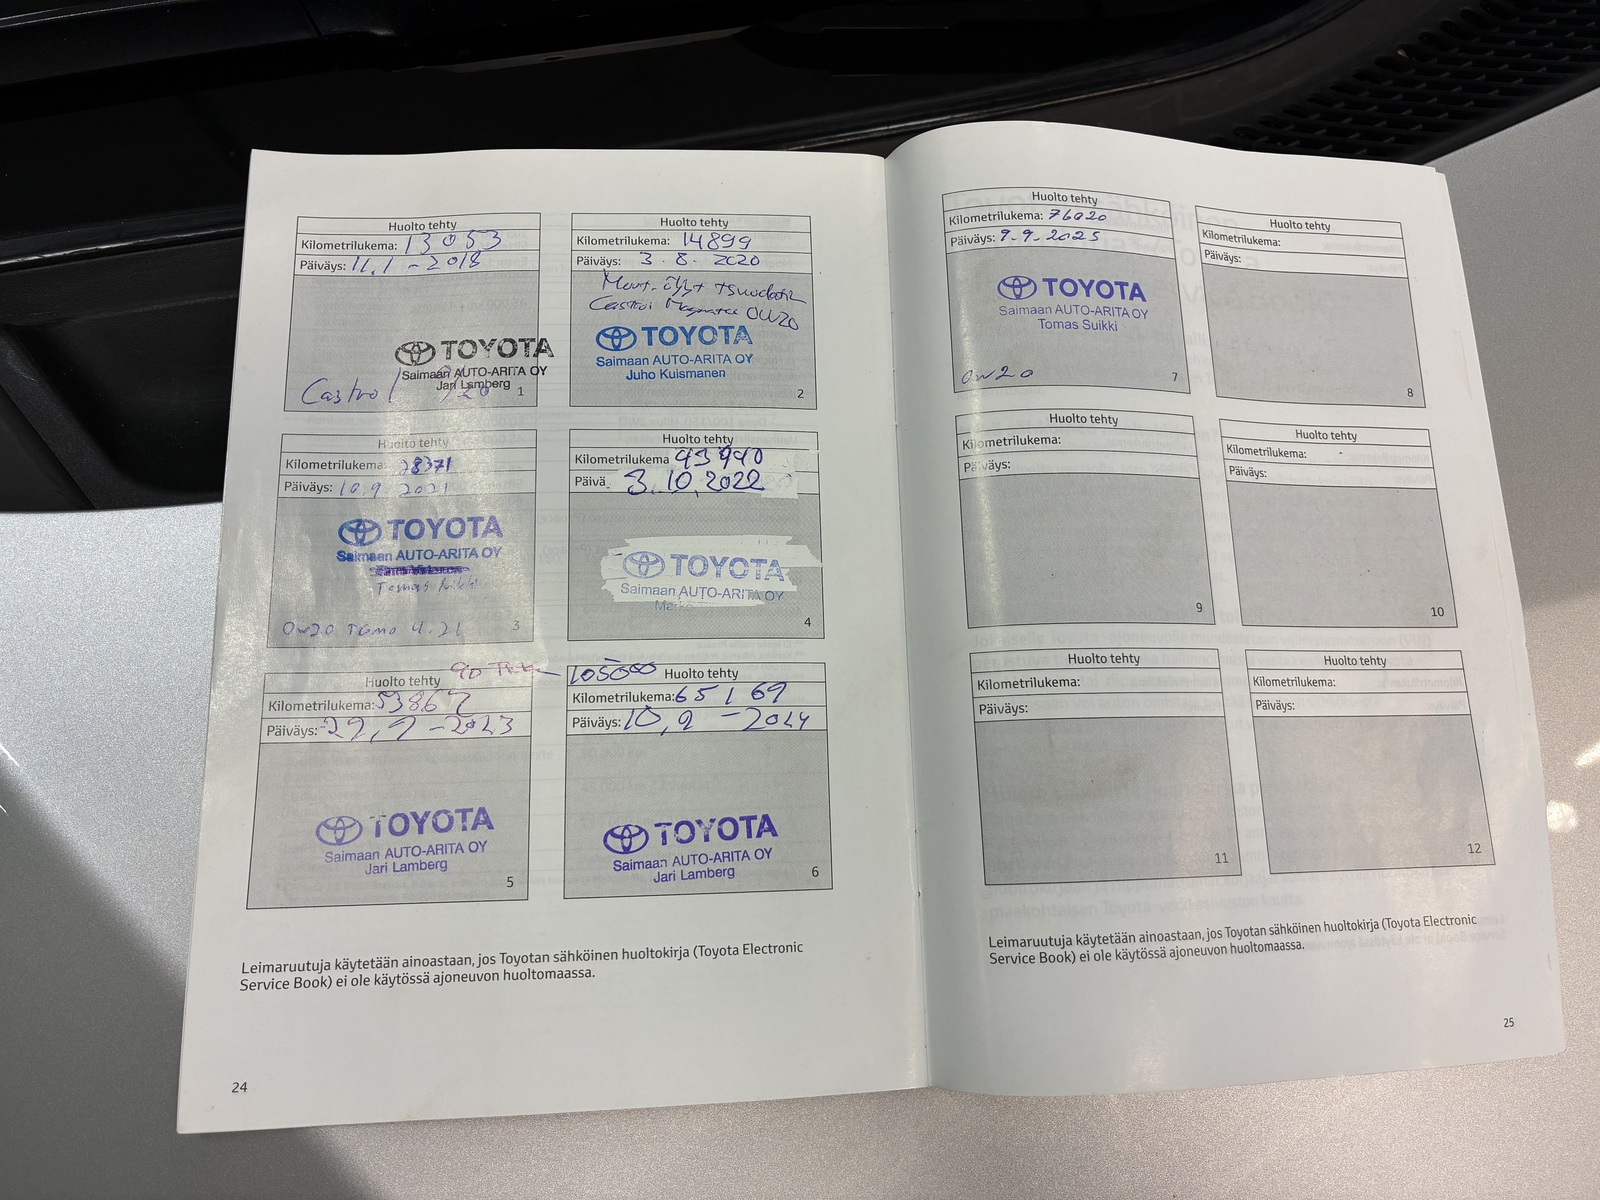 Huolto tehty
Kilometrilukema: 13053
Päiväys: 11.1-2018
TOYOTA
Saimaan AUTO-ARITA OY
Jari Lamberg
Castrol
1
Huolto tehty
Kilometrilukema: 14899
Päiväys: 3.8.2020
Castrol Magnatec 0W20
TOYOTA
Saimaan AUTO-ARITA OY
Juho Kuismanen
2
Huolto tehty
Kilometrilukema: 28371
Päiväys: 10.9 2021
TOYOTA
Saimaan AUTO-ARITA OY
Tomas
0w20 TGMO 4.21
3
Huolto tehty
Kilometrilukema 43940
Päivä 3.10.2022
TOYOTA
Saimaan AUTO-ARITA OY
Marko
4
105000
Huolto tehty
Kilometrilukema: 53867
Päiväys: 29,9-2023
TOYOTA
Saimaan AUTO-ARITA OY
Jari Lamberg
5
Huolto tehty
Kilometrilukema: 65169
Päiväys: 10,9-2024
TOYOTA
Saimaan AUTO-ARITA OY
Jari Lamberg
6
Leimaruutuja käytetään ainoastaan, jos Toyotan sähköinen huoltokirja (Toyota Electronic
Service Book) ei ole käytössä ajoneuvon huoltomaassa.
24
Huolto tehty
Kilometrilukema: 76020
Päiväys: 9.9.2025
TOYOTA
Saimaan AUTO-ARITA OY
Tomas Suikki
0w20
7
Huolto tehty
Kilometrilukema:
Päiväys:
8
Huolto tehty
Kilometrilukema:
Päiväys:
9
Huolto tehty
Kilometrilukema:
Päiväys:
10
Huolto tehty
Kilometrilukema:
Päiväys:
11
Huolto tehty
Kilometrilukema:
Päiväys:
12
Leimaruutuja käytetään ainoastaan, jos Toyotan sähköinen huoltokirja (Toyota Electronic
Service Book) ei ole käytössä ajoneuvon huoltomaassa.
25